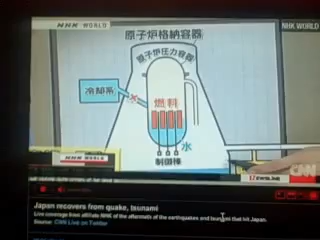 NHK WORLD
NHK WORLD
原子炉格納容器
原子炉圧力容器
冷却系
燃料
水
制御棒
CNN
Japan recovers from quake, tsunami
Live coverage from affiliate NHK of the aftermath of the earthquakes and tsunami that hit Japan.
Source: CNN Live on Twitter